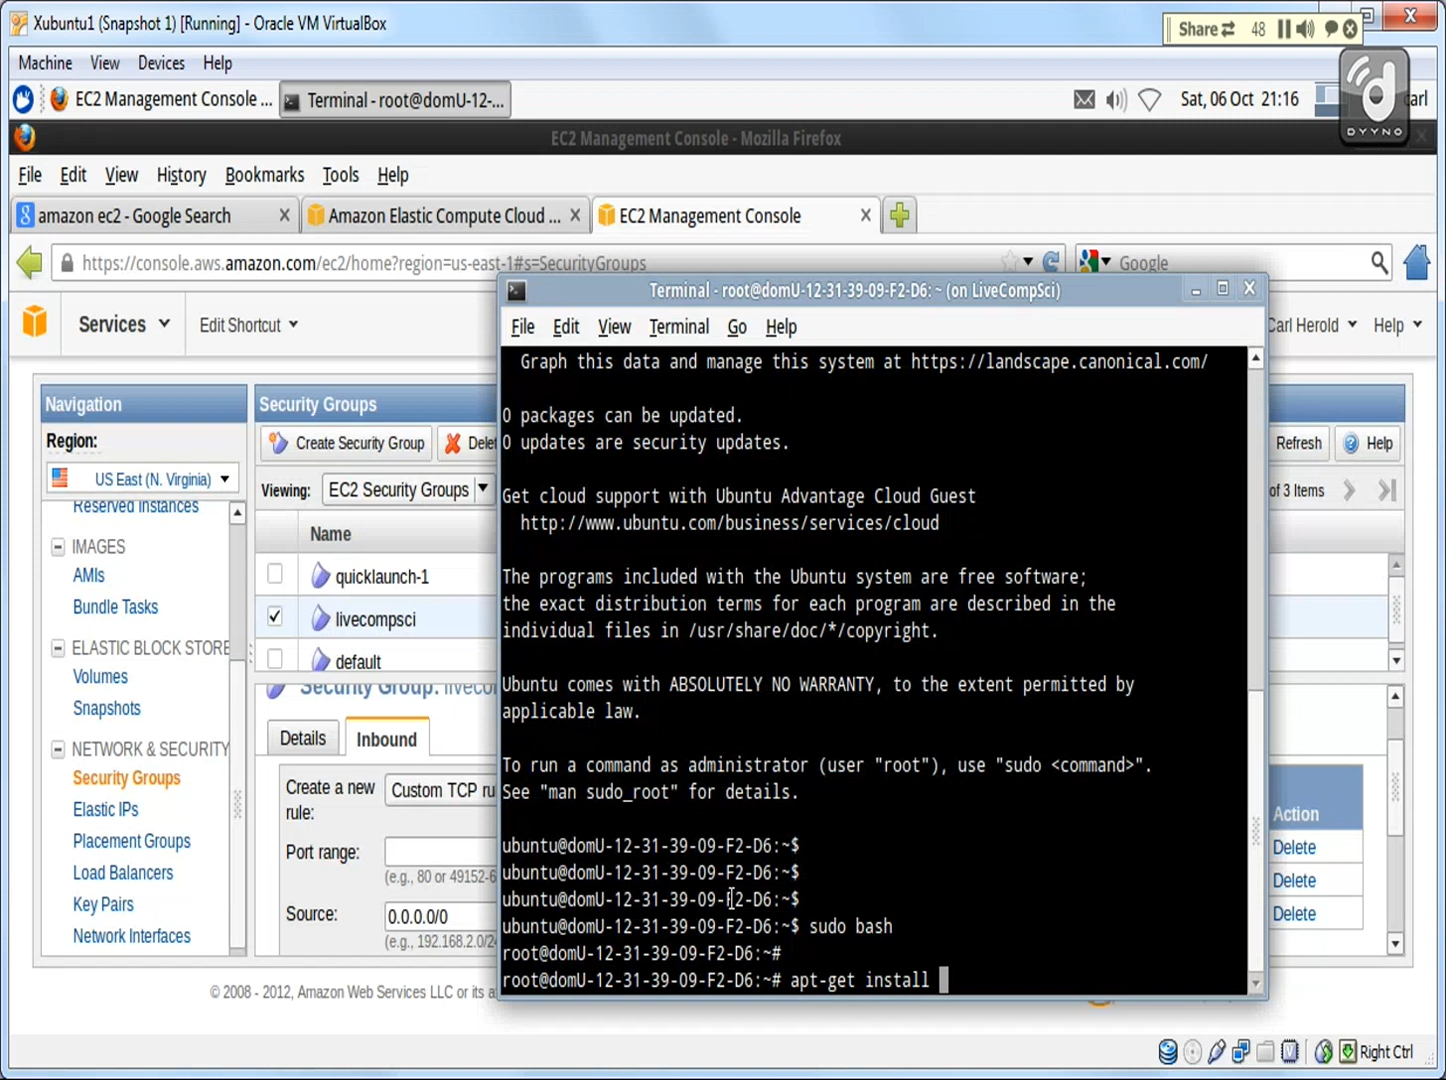 Xubuntu1 (Snapshot 1) [Running] - Oracle VM VirtualBox
Share 48
Machine View Devices Help
EC2 Management Console ... Terminal - root@domU-12-... Sat, 06 Oct 21:16 carl
DYYNO
EC2 Management Console - Mozilla Firefox
File Edit View History Bookmarks Tools Help
amazon ec2 - Google Search Amazon Elastic Compute Cloud ... EC2 Management Console
https://console.aws.amazon.com/ec2/home?region=us-east-1#s=SecurityGroups Google
Services Edit Shortcut Carl Herold Help
Navigation
Region:
US East (N. Virginia)
Reserved Instances
IMAGES
AMIs
Bundle Tasks
ELASTIC BLOCK STORE
Volumes
Snapshots
NETWORK & SECURITY
Security Groups
Elastic IPs
Placement Groups
Load Balancers
Key Pairs
Network Interfaces
Security Groups
Create Security Group Delet
Refresh Help
Viewing: EC2 Security Groups
of 3 Items
Name
quicklaunch-1
livecompsci
default
Security Group: liveco
Details Inbound
Create a new rule: Custom TCP ru
Port range:
(e.g., 80 or 49152-6
Source: 0.0.0.0/0
(e.g., 192.168.2.0/24
Action
Delete
Delete
Delete
© 2008 - 2012, Amazon Web Services LLC or its a
Terminal - root@domU-12-31-39-09-F2-D6: ~ (on LiveCompSci)
File Edit View Terminal Go Help
Graph this data and manage this system at https://landscape.canonical.com/
0 packages can be updated.
0 updates are security updates.
Get cloud support with Ubuntu Advantage Cloud Guest
http://www.ubuntu.com/business/services/cloud
The programs included with the Ubuntu system are free software;
the exact distribution terms for each program are described in the
individual files in /usr/share/doc/*/copyright.
Ubuntu comes with ABSOLUTELY NO WARRANTY, to the extent permitted by
applicable law.
To run a command as administrator (user "root"), use "sudo <command>".
See "man sudo_root" for details.
ubuntu@domU-12-31-39-09-F2-D6:~$
ubuntu@domU-12-31-39-09-F2-D6:~$
ubuntu@domU-12-31-39-09-F2-D6:~$
ubuntu@domU-12-31-39-09-F2-D6:~$ sudo bash
root@domU-12-31-39-09-F2-D6:~#
root@domU-12-31-39-09-F2-D6:~# apt-get install
Right Ctrl